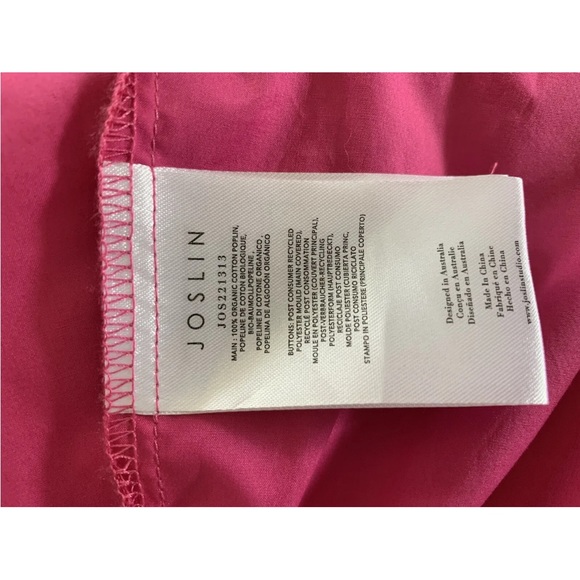 JOSLIN
JOS221313
MAIN : 100% ORGANIC COTTON POPLIN,
POPELINE DE COTON BIOLOGIQUE,
BIO-BAUMWOLLPOPELINE,
POPELINE DI COTONE ORGANICO ,
POPELINA DE ALGODÓN ORGÁNICO
BUTTONS: POST CONSUMER RECYCLED
POLYESTER MOULD (MAIN COVERED),
RECYCLÉ POST CONSOMMATION
MOULE EN POLYESTER (COUVERT PRINCIPAL),
POST-VERBRAUCHER-RECYCLING
POLYESTERFORM (HAUPTFEDECKT),
RECICLAJE POST CONSUMO
MOLDE POLIÉSTER (CUBIERTA PRINC,
POST CONSUMO RICICLATO
STAMPO IN POLIESTERE (PRINCIPALE COPERTO)
Designed in Australia
Conçu en Australie
Diseñado en Australia
Made In China
Fabriqué en Chine
Hecho en China
www.joslinstudio.com